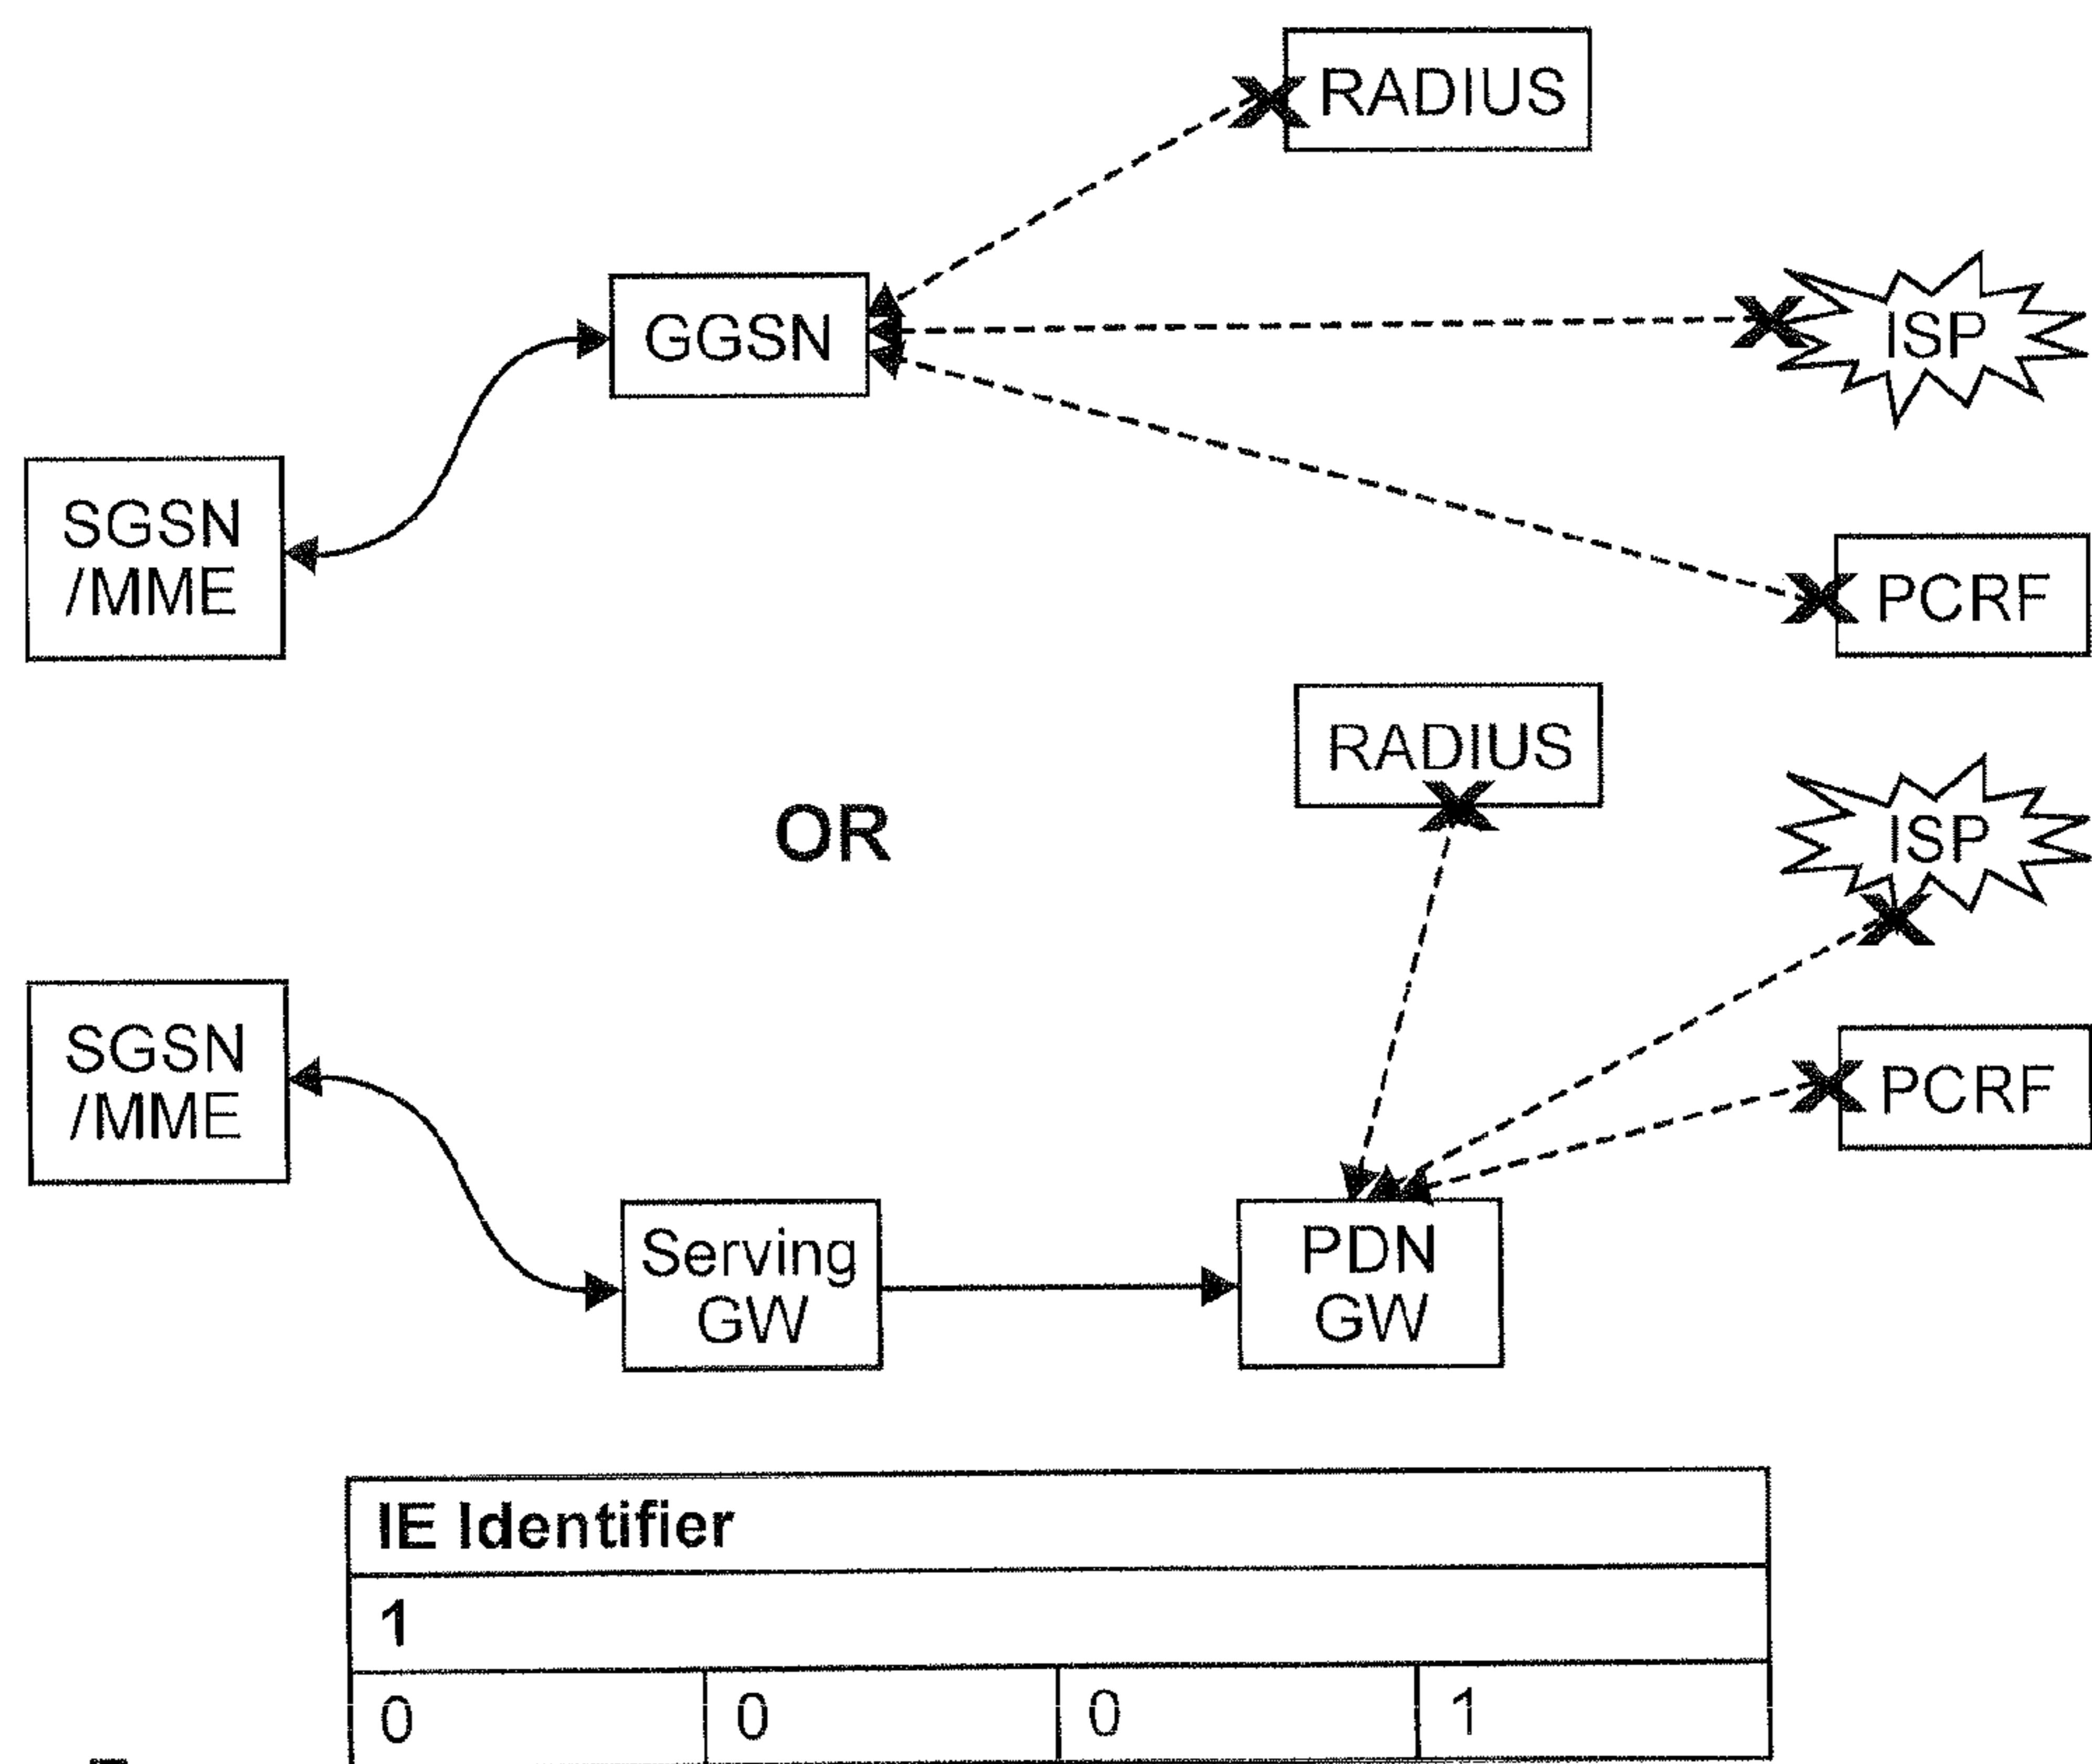 RADIUS
GGSN
ISP
SGSN
/MME
PCRF
RADIUS
OR
ISP
SGSN
/MME
PCRF
Serving
GW
PDN
GW
IE Identifier
1
0 0 0 1